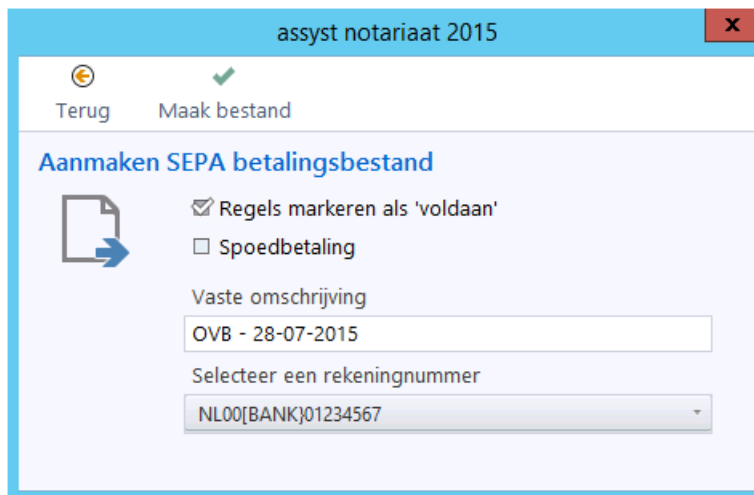 assyst notariaat 2015
x
Terug
Maak bestand
Aanmaken SEPA betalingsbestand
Regels markeren als 'voldaan'
Spoedbetaling
Vaste omschrijving
OVB - 28-07-2015
Selecteer een rekeningnummer
NL00[BANK}01234567